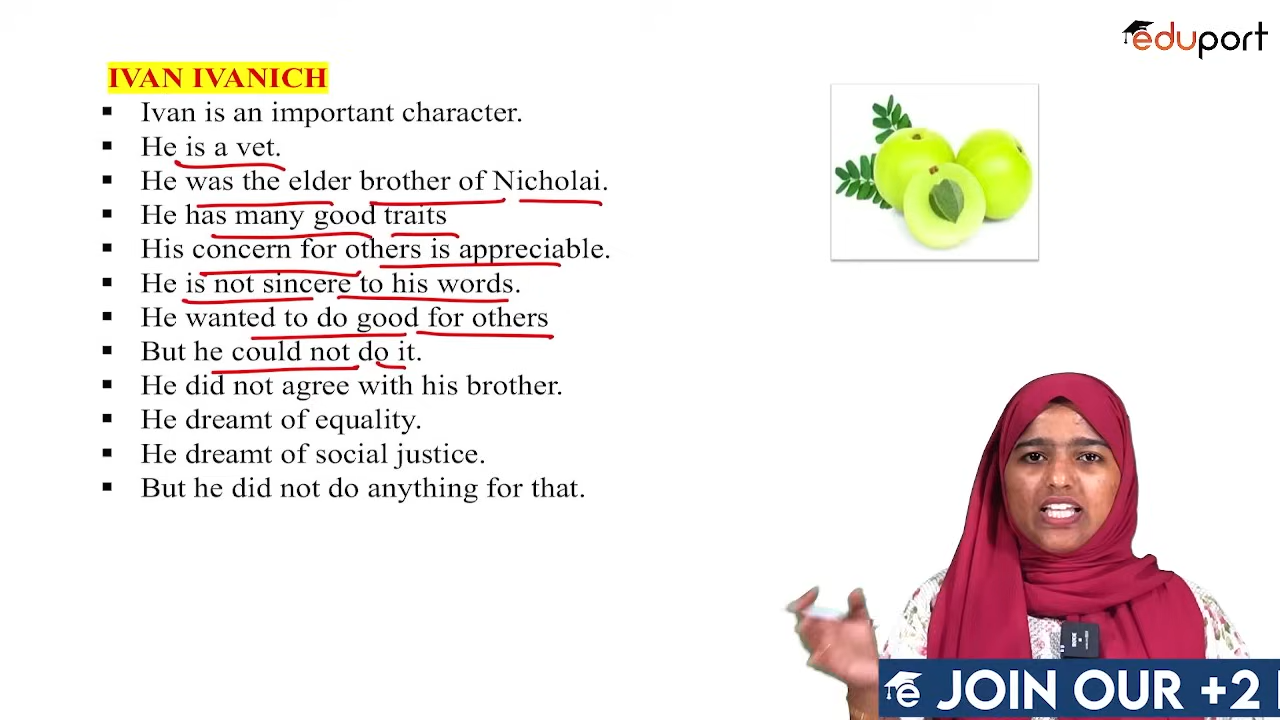 eduport
IVAN IVANICH
▪ Ivan is an important character.
▪ He is a vet.
▪ He was the elder brother of Nicholai.
▪ He has many good traits
▪ His concern for others is appreciable.
▪ He is not sincere to his words.
▪ He wanted to do good for others
▪ But he could not do it.
▪ He did not agree with his brother.
▪ He dreamt of equality.
▪ He dreamt of social justice.
▪ But he did not do anything for that.
e JOIN OUR +2